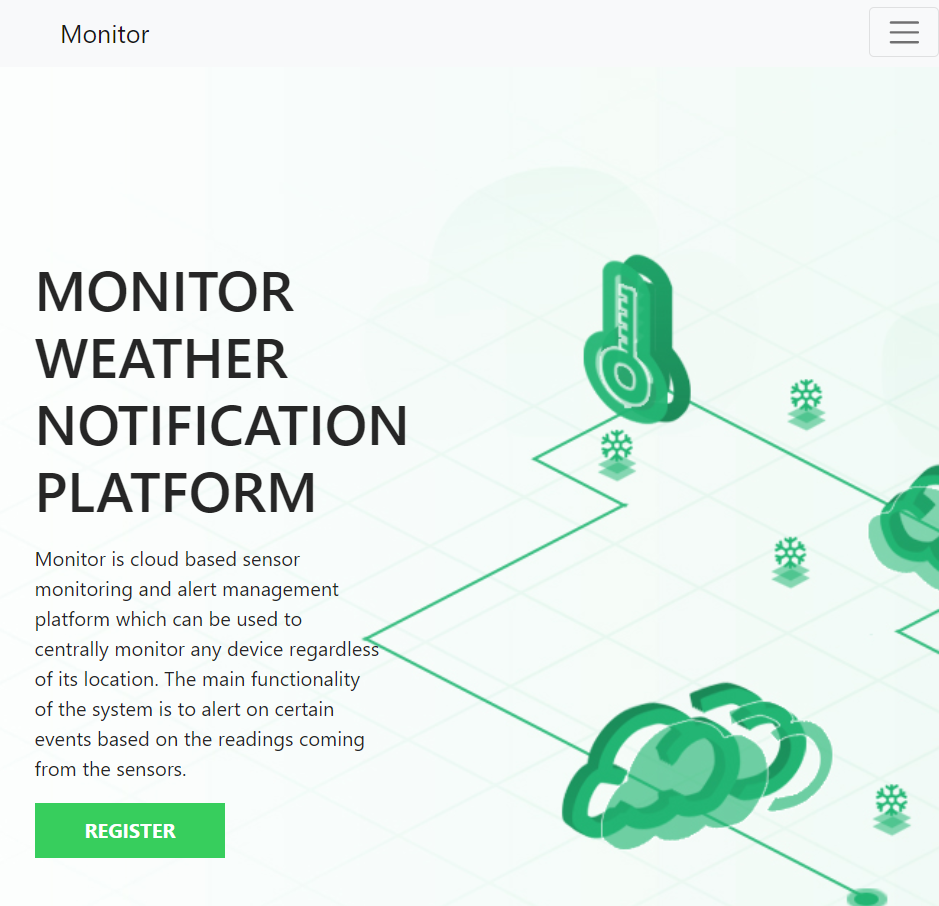 Monitor
MONITOR
WEATHER
NOTIFICATION
PLATFORM
Monitor is cloud based sensor
monitoring and alert management
platform which can be used to
centrally monitor any device regardless
of its location. The main functionality
of the system is to alert on certain
events based on the readings coming
from the sensors.
REGISTER